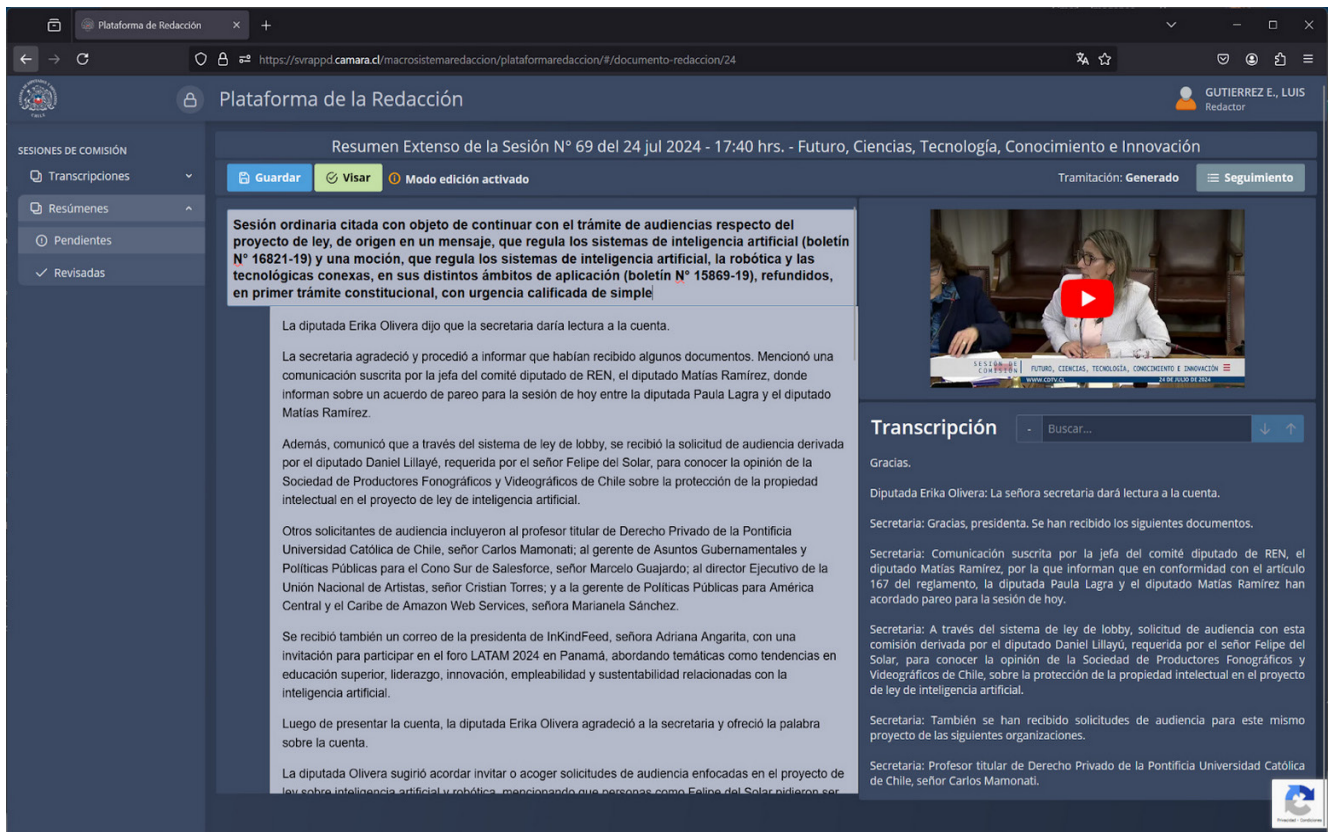 Plataforma de Redacción
https://svrappd.camara.cl/macrosistemaredaccion/plataformaredaccion/#/documento-redaccion/24
Plataforma de la Redacción
GUTIERREZ E., LUIS
Redactor
SESIONES DE COMISIÓN
Transcripciones
Resúmenes
Pendientes
Revisadas
Resumen Extenso de la Sesión N° 69 del 24 jul 2024 - 17:40 hrs. - Futuro, Ciencias, Tecnología, Conocimiento e Innovación
Guardar
Visar
Modo edición activado
Tramitación: Generado
Seguimiento
Sesión ordinaria citada con objeto de continuar con el trámite de audiencias respecto del
proyecto de ley, de origen en un mensaje, que regula los sistemas de inteligencia artificial (boletín
N° 16821-19) y una moción, que regula los sistemas de inteligencia artificial, la robótica y las
tecnológicas conexas, en sus distintos ámbitos de aplicación (boletín N° 15869-19), refundidos,
en primer trámite constitucional, con urgencia calificada de simple
La diputada Erika Olivera dijo que la secretaria daría lectura a la cuenta.
La secretaria agradeció y procedió a informar que habían recibido algunos documentos. Mencionó una
comunicación suscrita por la jefa del comité diputado de REN, el diputado Matías Ramírez, donde
informan sobre un acuerdo de pareo para la sesión de hoy entre la diputada Paula Lagra y el diputado
Matías Ramírez.
Además, comunicó que a través del sistema de ley de lobby, se recibió la solicitud de audiencia derivada
por el diputado Daniel Lillayé, requerida por el señor Felipe del Solar, para conocer la opinión de la
Sociedad de Productores Fonográficos y Videográficos de Chile sobre la protección de la propiedad
intelectual en el proyecto de ley de inteligencia artificial.
Otros solicitantes de audiencia incluyeron al profesor titular de Derecho Privado de la Pontificia
Universidad Católica de Chile, señor Carlos Mamonati; al gerente de Asuntos Gubernamentales y
Políticas Públicas para el Cono Sur de Salesforce, señor Marcelo Guajardo; al director Ejecutivo de la
Unión Nacional de Artistas, señor Cristian Torres; y a la gerente de Políticas Públicas para América
Central y el Caribe de Amazon Web Services, señora Marianela Sánchez.
Se recibió también un correo de la presidenta de InKindFeed, señora Adriana Angarita, con una
invitación para participar en el foro LATAM 2024 en Panamá, abordando temáticas como tendencias en
educación superior, liderazgo, innovación, empleabilidad y sustentabilidad relacionadas con la
inteligencia artificial.
Luego de presentar la cuenta, la diputada Erika Olivera agradeció a la secretaria y ofreció la palabra
sobre la cuenta.
La diputada Olivera sugirió acordar invitar o acoger solicitudes de audiencia enfocadas en el proyecto de
ley sobre inteligencia artificial y robótica, mencionando que personas como Felipe del Solar pidieron ser
SESIÓN DE
COMISIÓN
FUTURO, CIENCIAS, TECNOLOGÍA, CONOCIMIENTO E INNOVACIÓN
WWW.CDTV.CL
24 DE JULIO DE 2024
Transcripción
- Buscar...
Gracias.
Diputada Erika Olivera: La señora secretaria dará lectura a la cuenta.
Secretaria: Gracias, presidenta. Se han recibido los siguientes documentos.
Secretaria: Comunicación suscrita por la jefa del comité diputado de REN, el
diputado Matías Ramírez, por la que informan que en conformidad con el artículo
167 del reglamento, la diputada Paula Lagra y el diputado Matías Ramírez han
acordado pareo para la sesión de hoy.
Secretaria: A través del sistema de ley de lobby, solicitud de audiencia con esta
comisión derivada por el diputado Daniel Lillayú, requerida por el señor Felipe del
Solar, para conocer la opinión de la Sociedad de Productores Fonográficos y
Videográficos de Chile, sobre la protección de la propiedad intelectual en el proyecto
de ley de inteligencia artificial.
Secretaria: También se han recibido solicitudes de audiencia para este mismo
proyecto de las siguientes organizaciones.
Secretaria: Profesor titular de Derecho Privado de la Pontificia Universidad Católica
de Chile, señor Carlos Mamonati.
Privacidad - Condiciones